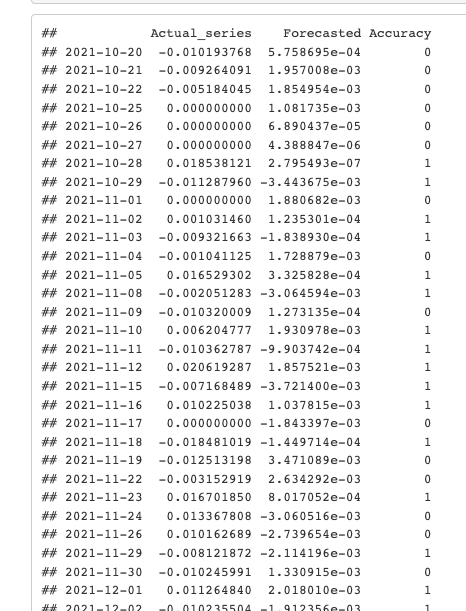 ##            Actual_series    Forecasted Accuracy
## 2021-10-20  -0.010193768  5.758695e-04        0
## 2021-10-21  -0.009264091  1.957008e-03        0
## 2021-10-22  -0.005184045  1.854954e-03        0
## 2021-10-25   0.000000000  1.081735e-03        0
## 2021-10-26   0.000000000  6.890437e-05        0
## 2021-10-27   0.000000000  4.388847e-06        0
## 2021-10-28   0.018538121  2.795493e-07        1
## 2021-10-29  -0.011287960 -3.443675e-03        1
## 2021-11-01   0.000000000  1.880682e-03        0
## 2021-11-02   0.001031460  1.235301e-04        1
## 2021-11-03  -0.009321663 -1.838930e-04        1
## 2021-11-04  -0.001041125  1.728879e-03        0
## 2021-11-05   0.016529302  3.325828e-04        1
## 2021-11-08  -0.002051283 -3.064594e-03        1
## 2021-11-09  -0.010320009  1.273135e-04        0
## 2021-11-10   0.006204777  1.930978e-03        1
## 2021-11-11  -0.010362787 -9.903742e-04        1
## 2021-11-12   0.020619287  1.857521e-03        1
## 2021-11-15  -0.007168489 -3.721400e-03        1
## 2021-11-16   0.010225038  1.037815e-03        1
## 2021-11-17   0.000000000 -1.843397e-03        0
## 2021-11-18  -0.018481019 -1.449714e-04        1
## 2021-11-19  -0.012513198  3.471089e-03        0
## 2021-11-22  -0.003152919  2.634292e-03        0
## 2021-11-23   0.016701850  8.017052e-04        1
## 2021-11-24   0.013367808 -3.060516e-03        0
## 2021-11-26   0.010162689 -2.739654e-03        0
## 2021-11-29  -0.008121872 -2.114196e-03        1
## 2021-11-30  -0.010245991  1.330915e-03        0
## 2021-12-01   0.011264840  2.018010e-03        1
## 2021-12-02  -0.010235504 -1.912356e-03        1